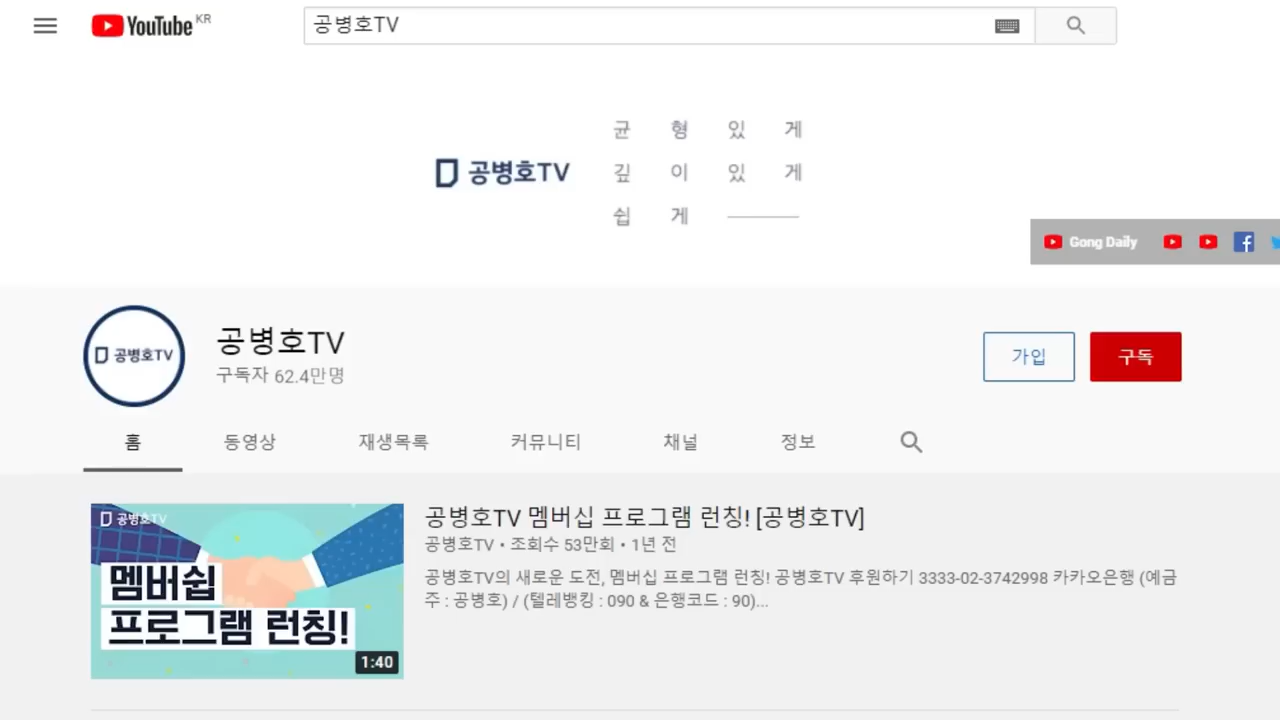 YouTube KR
공병호TV
균 형 있 게
공병호TV
깊 이 있 게
쉽 게
Gong Daily
공병호TV
공병호TV
구독자 62.4만명
가입
구독
홈
동영상
재생목록
커뮤니티
채널
정보
공병호TV
멤버쉽
프로그램 런칭!
1:40
공병호TV 멤버십 프로그램 런칭! [공병호TV]
공병호TV • 조회수 53만회 • 1년 전
공병호TV의 새로운 도전, 멤버십 프로그램 런칭! 공병호TV 후원하기 3333-02-3742998 카카오은행 (예금
주 : 공병호) / (텔레뱅킹 : 090 & 은행코드 : 90)...